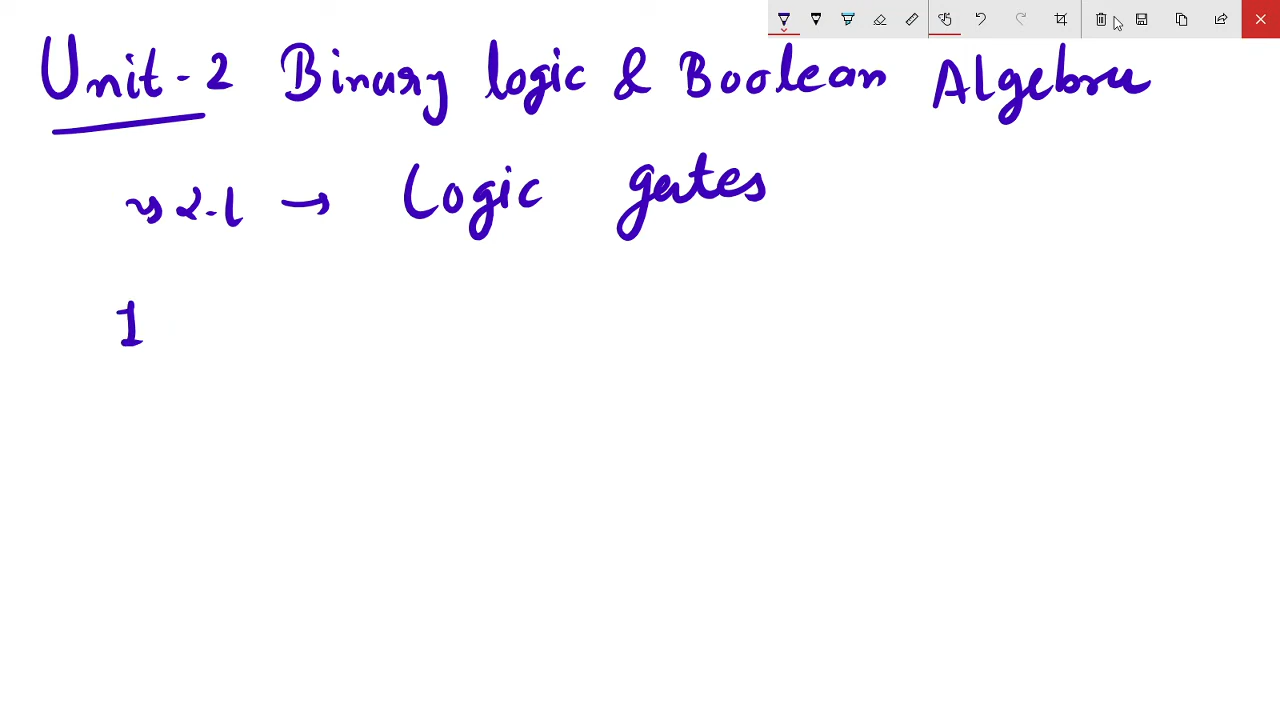 Unit-2 Binary logic & Boolean Algebra
2.1 → Logic gates
1